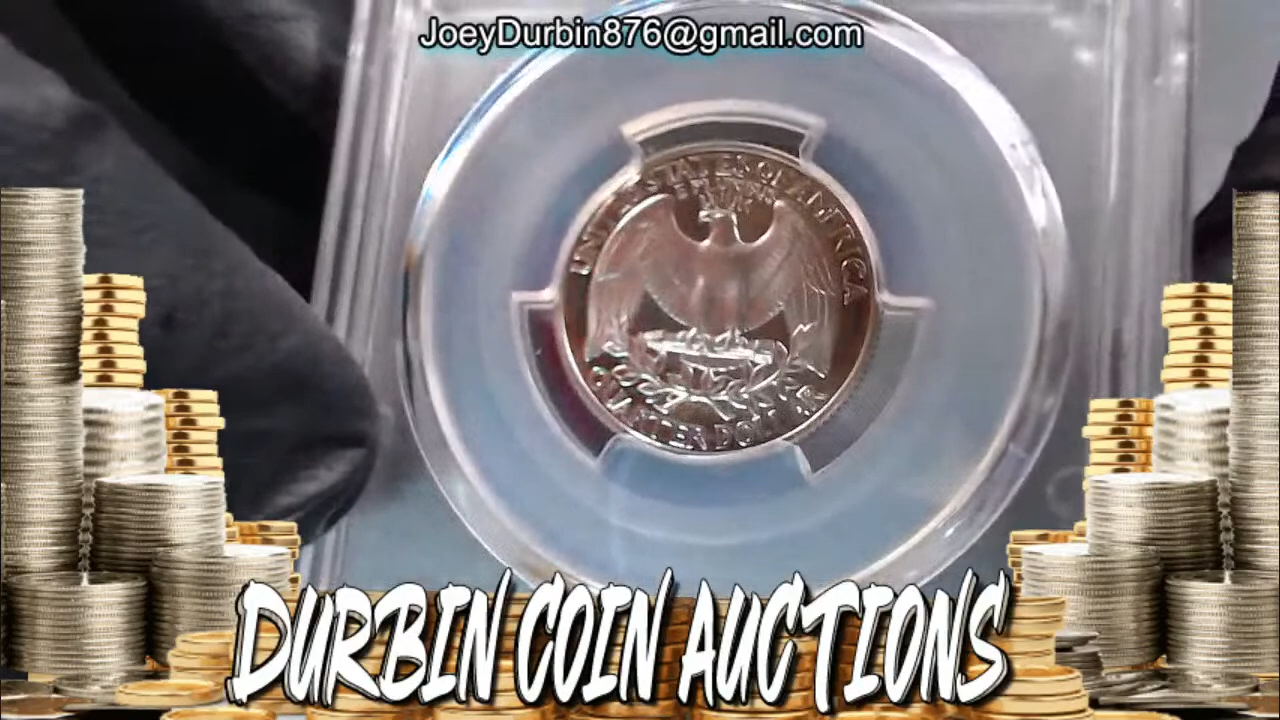 JoeyDurbin876@gmail.com
UNITED STATES OF AMERICA
QUARTER DOLLAR
DURBIN COIN AUCTIONS